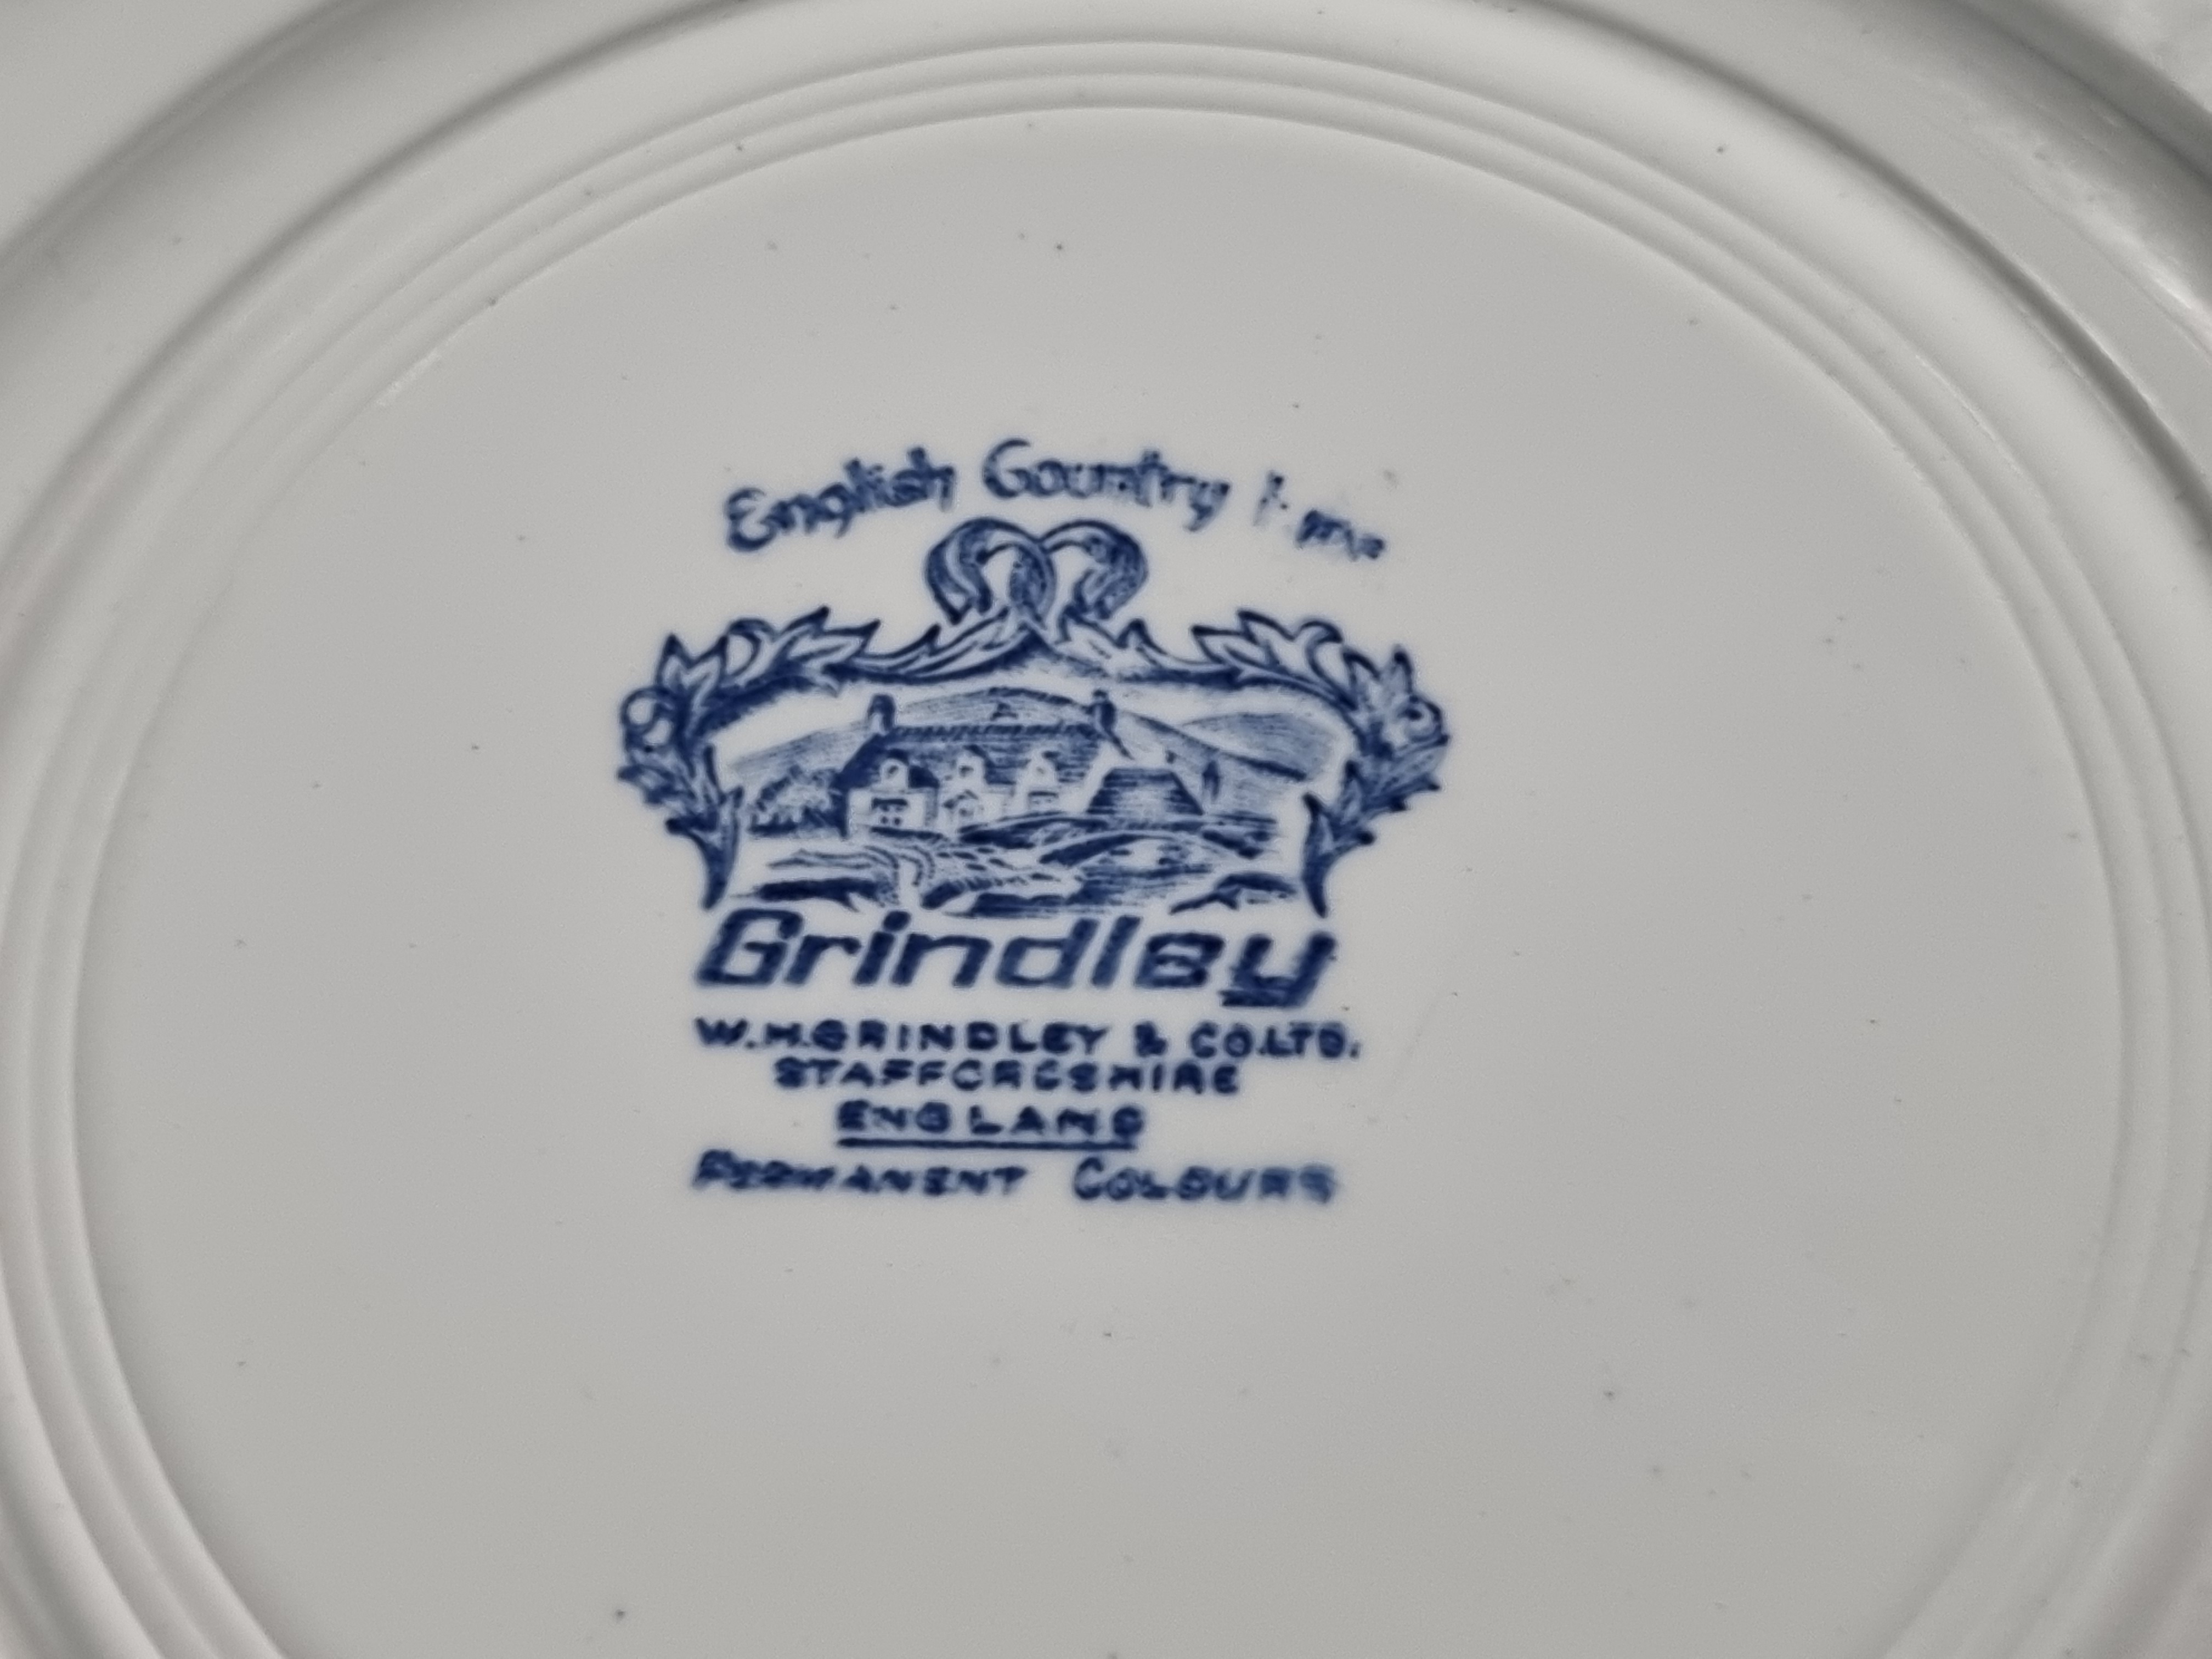 English Country
Grindley
W.H.GRINDLEY & CO.LTD.
STAFFORDSHIRE
ENGLAND
PERMANENT COLOURS